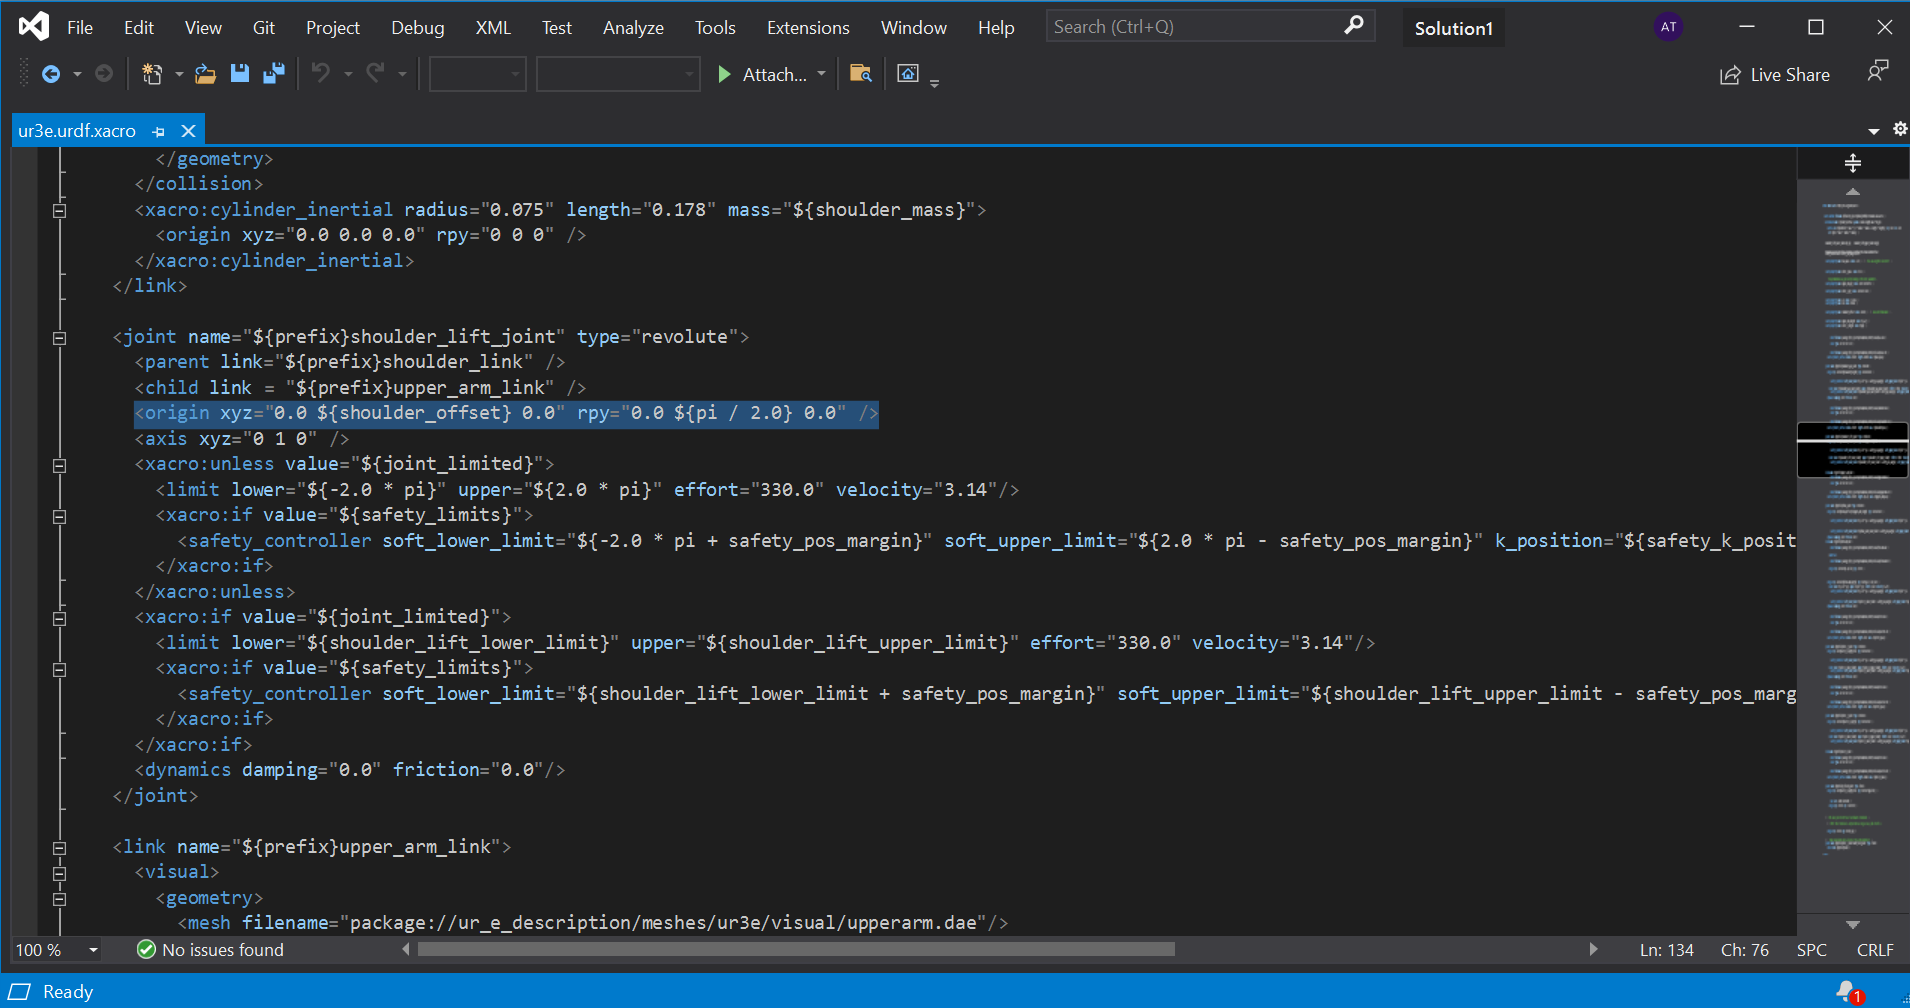 File Edit View Git Project Debug XML Test Analyze Tools Extensions Window Help Search (Ctrl+Q) Solution1 AT
Attach... Live Share
ur3e.urdf.xacro
</geometry>
</collision>
<xacro:cylinder_inertial radius="0.075" length="0.178" mass="${shoulder_mass}">
<origin xyz="0.0 0.0 0.0" rpy="0 0 0" />
</xacro:cylinder_inertial>
</link>
<joint name="${prefix}shoulder_lift_joint" type="revolute">
<parent link="${prefix}shoulder_link" />
<child link = "${prefix}upper_arm_link" />
<origin xyz="0.0 ${shoulder_offset} 0.0" rpy="0.0 ${pi / 2.0} 0.0" />
<axis xyz="0 1 0" />
<xacro:unless value="${joint_limited}">
<limit lower="${-2.0 * pi}" upper="${2.0 * pi}" effort="330.0" velocity="3.14"/>
<xacro:if value="${safety_limits}">
<safety_controller soft_lower_limit="${-2.0 * pi + safety_pos_margin}" soft_upper_limit="${2.0 * pi - safety_pos_margin}" k_position="${safety_k_posit
</xacro:if>
</xacro:unless>
<xacro:if value="${joint_limited}">
<limit lower="${shoulder_lift_lower_limit}" upper="${shoulder_lift_upper_limit}" effort="330.0" velocity="3.14"/>
<xacro:if value="${safety_limits}">
<safety_controller soft_lower_limit="${shoulder_lift_lower_limit + safety_pos_margin}" soft_upper_limit="${shoulder_lift_upper_limit - safety_pos_marg
</xacro:if>
</xacro:if>
<dynamics damping="0.0" friction="0.0"/>
</joint>
<link name="${prefix}upper_arm_link">
<visual>
<geometry>
<mesh filename="package://ur_e_description/meshes/ur3e/visual/upperarm.dae"/>
100 % No issues found Ln: 134 Ch: 76 SPC CRLF
Ready 1